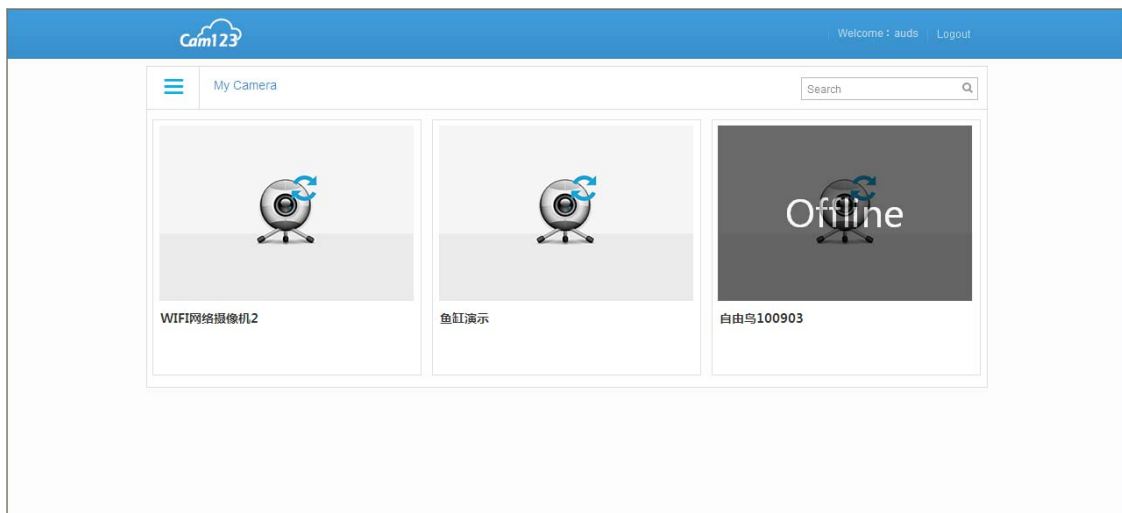 Cam123
Welcome：auds
Logout
My Camera
Search
Offline
WIFI网络摄像机2
鱼缸演示
自由鸟100903